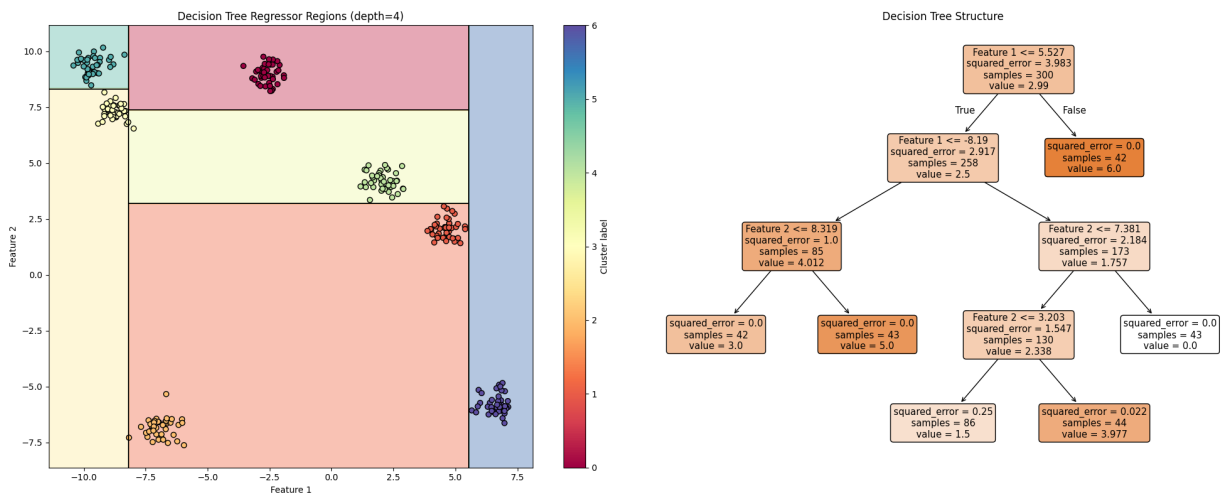 Decision Tree Regressor Regions (depth=4)
10.0
7.5
5.0
2.5
0.0
−2.5
−5.0
−7.5
Feature 2
−10.0
−7.5
−5.0
−2.5
0.0
2.5
5.0
7.5
Feature 1
6
5
4
3
2
1
0
Cluster label
Decision Tree Structure
Feature 1 <= 5.527
squared_error = 3.983
samples = 300
value = 2.99
True
False
Feature 1 <= -8.19
squared_error = 2.917
samples = 258
value = 2.5
squared_error = 0.0
samples = 42
value = 6.0
Feature 2 <= 8.319
squared_error = 1.0
samples = 85
value = 4.012
Feature 2 <= 7.381
squared_error = 2.184
samples = 173
value = 1.757
squared_error = 0.0
samples = 42
value = 3.0
squared_error = 0.0
samples = 43
value = 5.0
Feature 2 <= 3.203
squared_error = 1.547
samples = 130
value = 2.338
squared_error = 0.0
samples = 43
value = 0.0
squared_error = 0.25
samples = 86
value = 1.5
squared_error = 0.022
samples = 44
value = 3.977